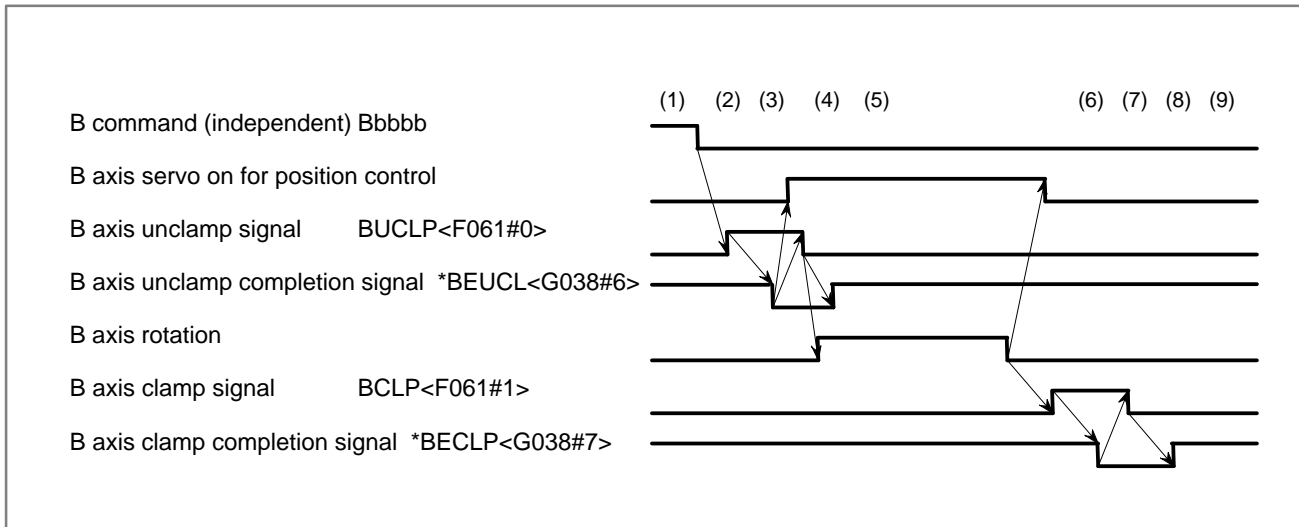 (1) (2) (3) (4) (5) (6) (7) (8) (9)
B command (independent) Bbbbb
B axis servo on for position control
B axis unclamp signal BUCLP<F061#0>
B axis unclamp completion signal *BEUCL<G038#6>
B axis rotation
B axis clamp signal BCLP<F061#1>
B axis clamp completion signal *BECLP<G038#7>